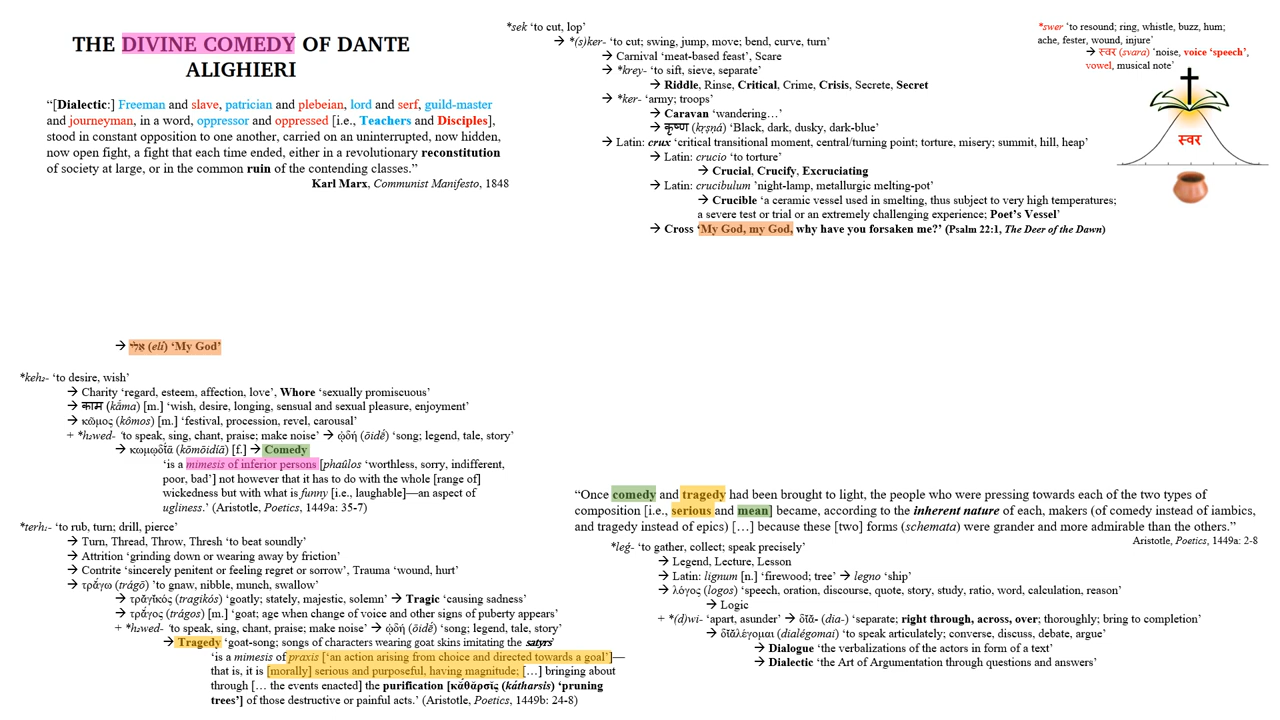 THE DIVINE COMEDY OF DANTE
ALIGHIERI
“[Dialectic:] Freeman and slave, patrician and plebeian, lord and serf, guild-master
and journeyman, in a word, oppressor and oppressed [i.e., Teachers and Disciples],
stood in constant opposition to one another, carried on an uninterrupted, now hidden,
now open fight, a fight that each time ended, either in a revolutionary reconstitution
of society at large, or in the common ruin of the contending classes.”
Karl Marx, Communist Manifesto, 1848
*sek ‘to cut, lop’
→ *(s)ker- ‘to cut; swing, jump, move; bend, curve, turn’
→ Carnival ‘meat-based feast’, Scare
→ *krey- ‘to sift, sieve, separate’
→ Riddle, Rinse, Critical, Crime, Crisis, Secrete, Secret
→ *ker- ‘army; troops’
→ Caravan ‘wandering…’
→ कृष्ण (kṛṣṇá) ‘Black, dark, dusky, dark-blue’
→ Latin: crux ‘critical transitional moment, central/turning point; torture, misery; summit, hill, heap’
→ Latin: crucio ‘to torture’
→ Crucial, Crucify, Excruciating
→ Latin: crucibulum ’night-lamp, metallurgic melting-pot’
→ Crucible ‘a ceramic vessel used in smelting, thus subject to very high temperatures;
a severe test or trial or an extremely challenging experience; Poet’s Vessel’
→ Cross ‘My God, my God, why have you forsaken me?’ (Psalm 22:1, The Deer of the Dawn)
*swer ‘to resound; ring, whistle, buzz, hum;
ache, fester, wound, injure’
→ स्वर (svara) ‘noise, voice ‘speech’,
vowel, musical note’
स्वर
→ אלי (eli) ‘My God’
*keh₂- ‘to desire, wish’
→ Charity ‘regard, esteem, affection, love’, Whore ‘sexually promiscuous’
→ काम (kā́ma) [m.] ‘wish, desire, longing, sensual and sexual pleasure, enjoyment’
→ κῶμος (kômos) [m.] ‘festival, procession, revel, carousal’
+ *h₂wed- ‘to speak, sing, chant, praise; make noise’ → ᾠδή (ōidḗ) ‘song; legend, tale, story’
→ κωμῳδῐ́ᾱ (kōmōidíā) [f.] → Comedy
‘is a mimesis of inferior persons [phaûlos ‘worthless, sorry, indifferent,
poor, bad’] not however that it has to do with the whole [range of]
wickedness but with what is funny [i.e., laughable]—an aspect of
ugliness.’ (Aristotle, Poetics, 1449a: 35-7)
*terh₁- ‘to rub, turn; drill, pierce’
→ Turn, Thread, Throw, Thresh ‘to beat soundly’
→ Attrition ‘grinding down or wearing away by friction’
→ Contrite ‘sincerely penitent or feeling regret or sorrow’, Trauma ‘wound, hurt’
→ τρᾰ́γω (trágō) ’to gnaw, nibble, munch, swallow’
→ τρᾰγῐκός (tragikós) ‘goatly; stately, majestic, solemn’ → Tragic ‘causing sadness’
→ τρᾰ́γος (trágos) [m.] ‘goat; age when change of voice and other signs of puberty appears’
+ *h₂wed- ‘to speak, sing, chant, praise; make noise’ → ᾠδή (ōidḗ) ‘song; legend, tale, story’
→ Tragedy ‘goat-song; songs of characters wearing goat skins imitating the satyrs’
‘is a mimesis of praxis [‘an action arising from choice and directed towards a goal’]—
that is, it is [morally] serious and purposeful, having magnitude; […] bringing about
through [… the events enacted] the purification [κᾰ́θᾰρσῐς (kátharsis) ‘pruning
trees’] of those destructive or painful acts.’ (Aristotle, Poetics, 1449b: 24-8)
“Once comedy and tragedy had been brought to light, the people who were pressing towards each of the two types of
composition [i.e., serious and mean] became, according to the inherent nature of each, makers (of comedy instead of iambics,
and tragedy instead of epics) […] because these [two] forms (schemata) were grander and more admirable than the others.”
Aristotle, Poetics, 1449a: 2-8
*leǵ- ‘to gather, collect; speak precisely’
→ Legend, Lecture, Lesson
→ Latin: lignum [n.] ‘firewood; tree’ → legno ‘ship’
→ λόγος (logos) ‘speech, oration, discourse, quote, story, study, ratio, word, calculation, reason’
→ Logic
+ *(d)wi- ‘apart, asunder’ → δῐᾰ- (dia-) ‘separate; right through, across, over; thoroughly; bring to completion’
→ δῐᾰλέγομαι (dialégomai) ‘to speak articulately; converse, discuss, debate, argue’
→ Dialogue ‘the verbalizations of the actors in form of a text’
→ Dialectic ‘the Art of Argumentation through questions and answers’